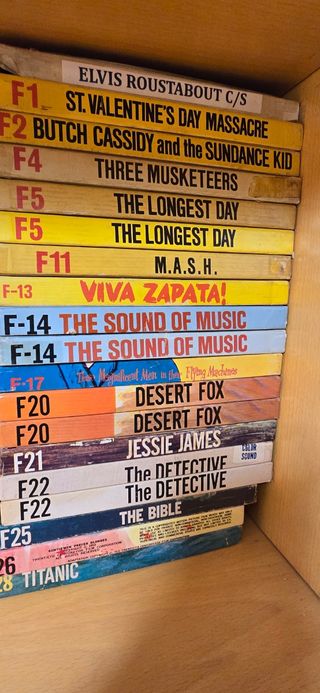 ELVIS ROUSTABOUT C/S
F1 ST. VALENTINE'S DAY MASSACRE
F2 BUTCH CASSIDY and the SUNDANCE KID
F4 THREE MUSKETEERS
F5 THE LONGEST DAY
F5 THE LONGEST DAY
F11 M.A.S.H.
F-13 VIVA ZAPATA!
F-14 THE SOUND OF MUSIC
F-14 THE SOUND OF MUSIC
F-17 Those Magnificent Men in their Flying Machines
F20 DESERT FOX
F20 DESERT FOX
F21 JESSIE JAMES COLOR SOUND
F22 The DETECTIVE
F22 The DETECTIVE
F25 THE BIBLE
26 GENTLEMEN PREFER BLONDES
28 TITANIC